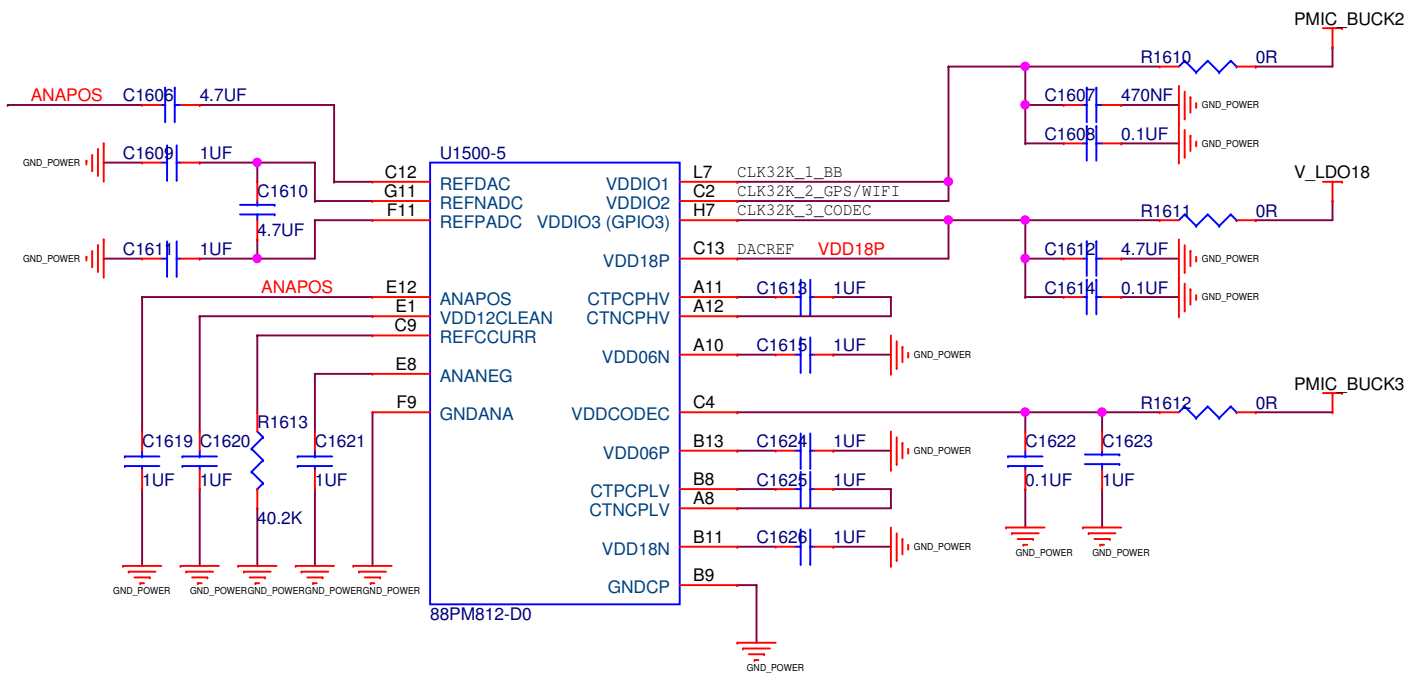 PMIC_BUCK2
R1610 0R
ANAPOS C1606 4.7UF
C1607 470NF
GND_POWER
C1608 0.1UF
GND_POWER
C1609 1UF
GND_POWER
U1500-5
V_LDO18
C12 REFDAC
G11 REFNADC
F11 REFPADC
L7 VDDIO1 CLK32K_1_BB
C2 VDDIO2 CLK32K_2_GPS/WIFI
H7 VDDIO3 (GPIO3) CLK32K_3_CODEC
C1610
4.7UF
R1611 0R
C1611 1UF
GND_POWER
C13 VDD18P DACREF VDD18P
C1612 4.7UF
GND_POWER
ANAPOS
E12 ANAPOS
E1 VDD12CLEAN
C9 REFCCURR
A11 CTPCPHV C1613 1UF
A12 CTNCPHV
C1614 0.1UF
GND_POWER
A10 VDD06N C1615 1UF
GND_POWER
E8 ANANEG
F9 GNDANA
C4 VDDCODEC
PMIC_BUCK3
R1612 0R
R1613
40.2K
C1619
1UF
C1620
1UF
C1621
1UF
B13 VDD06P C1624 1UF
GND_POWER
C1622
0.1UF
C1623
1UF
B8 CTPCPLV C1625 1UF
A8 CTNCPLV
B11 VDD18N C1626 1UF
GND_POWER
GND_POWER GND_POWER
B9 GNDCP
GND_POWER GND_POWER GND_POWER GND_POWER GND_POWER
88PM812-D0
GND_POWER